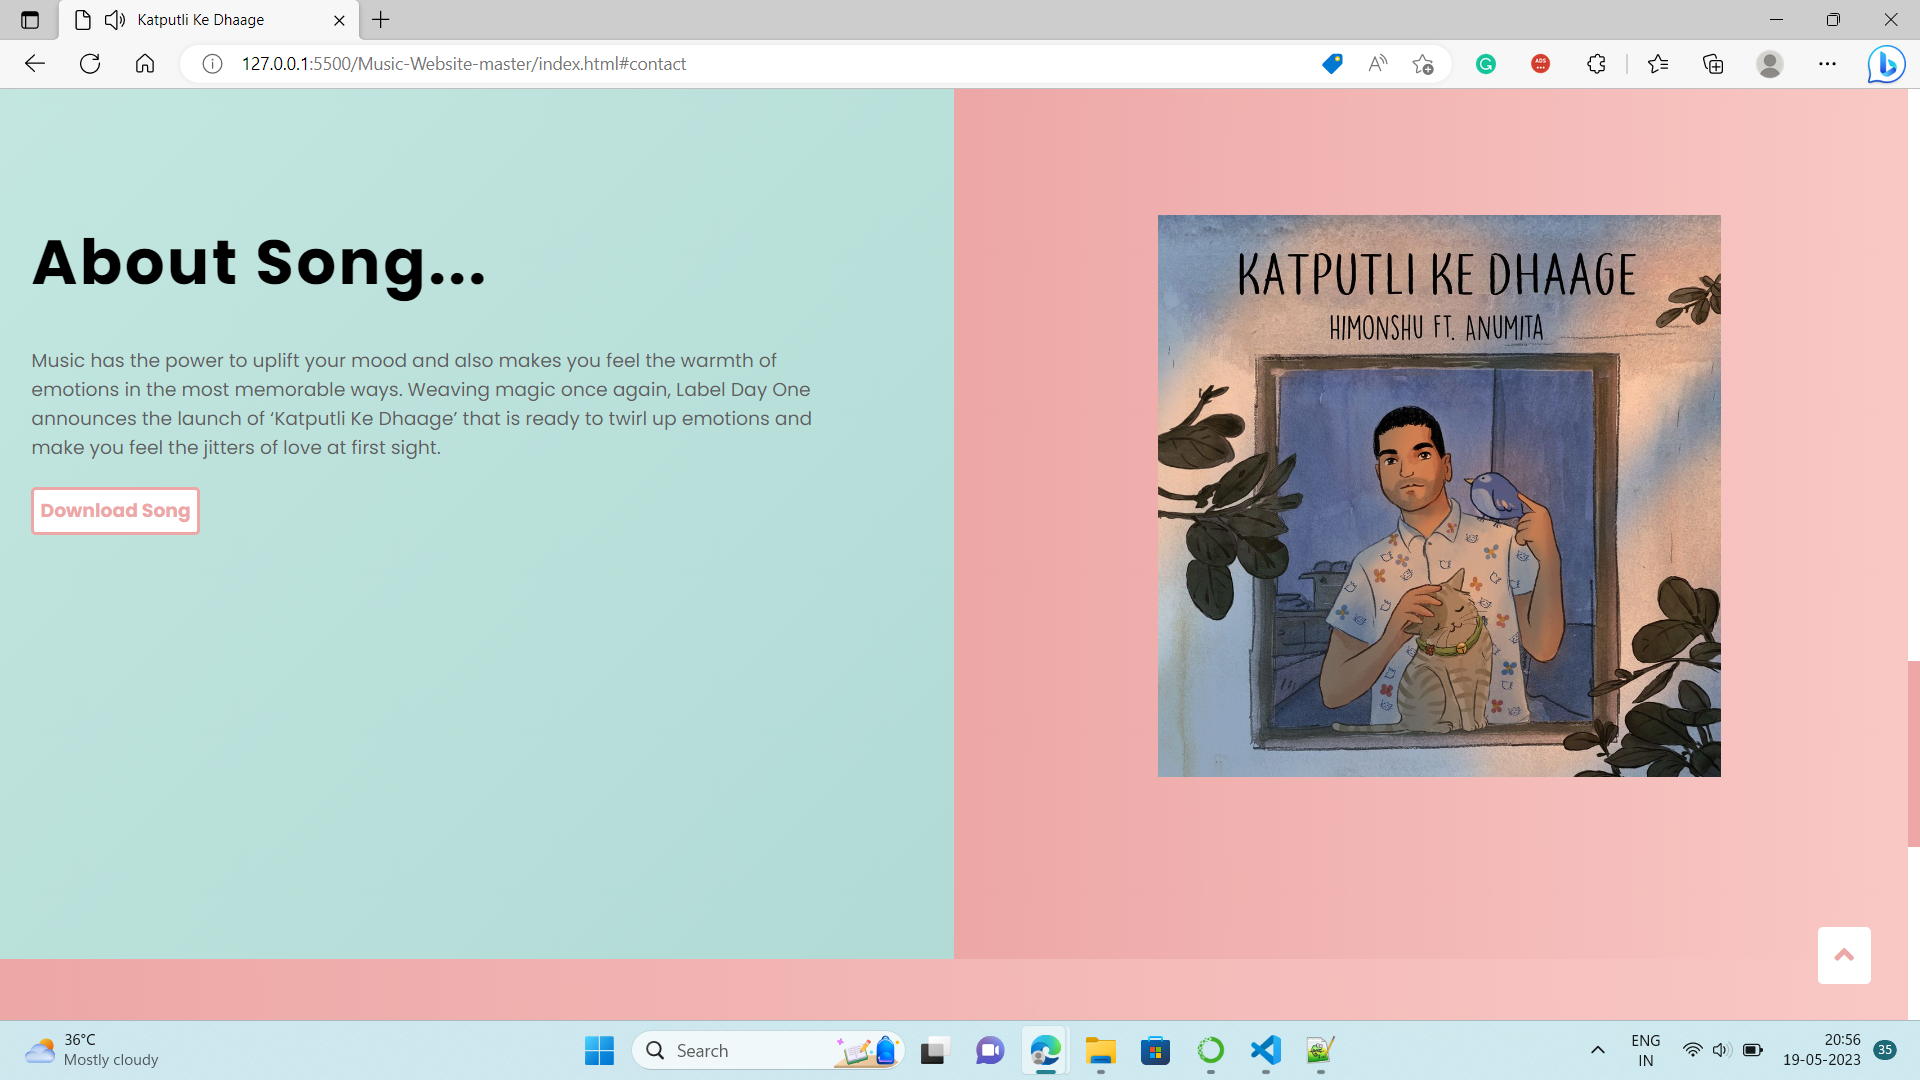 Katputli Ke Dhaage
127.0.0.1:5500/Music-Website-master/index.html#contact
ADS
About Song...
Music has the power to uplift your mood and also makes you feel the warmth of
emotions in the most memorable ways. Weaving magic once again, Label Day One
announces the launch of ‘Katputli Ke Dhaage’ that is ready to twirl up emotions and
make you feel the jitters of love at first sight.
Download Song
KATPUTLI KE DHAAGE
HIMONSHU FT. ANUMITA
36°C
Mostly cloudy
Search
ENG
IN
20:56
19-05-2023
35